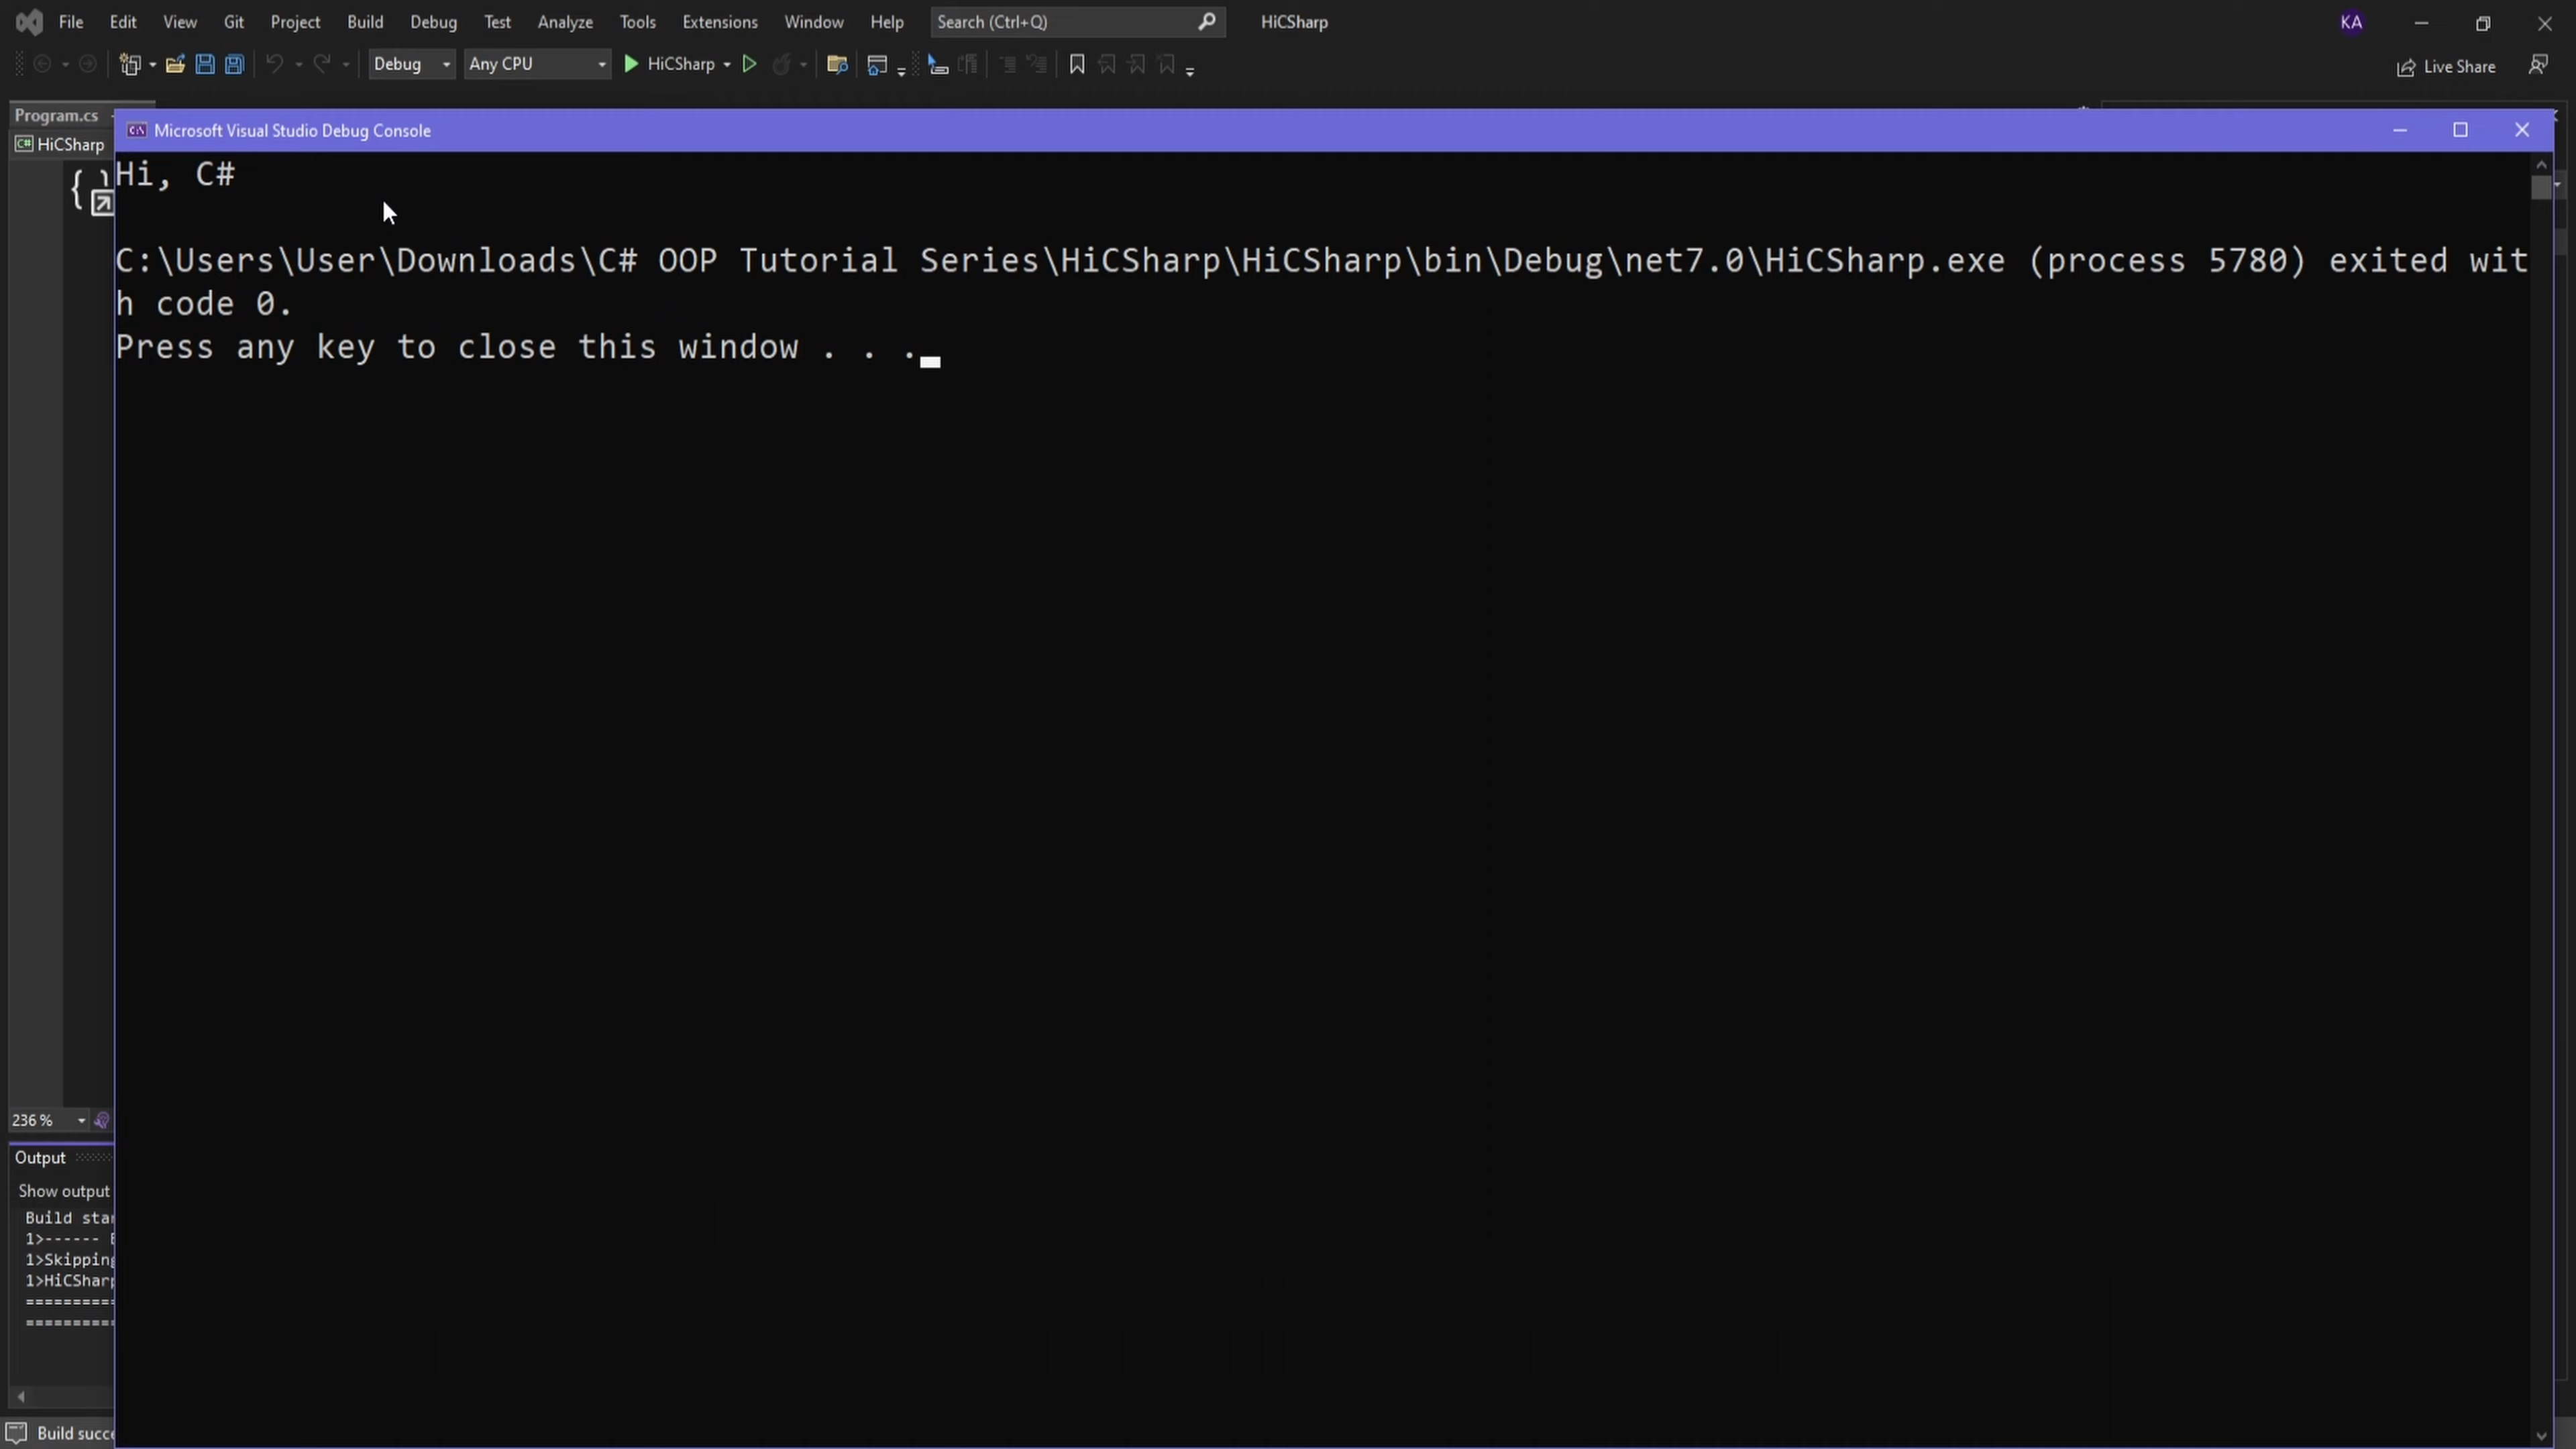 File Edit View Git Project Build Debug Test Analyze Tools Extensions Window Help Search (Ctrl+Q) HiCSharp KA
Debug Any CPU HiCSharp Live Share
Program.cs
Microsoft Visual Studio Debug Console
HiCSharp
Hi, C#
C:\Users\User\Downloads\C# OOP Tutorial Series\HiCSharp\HiCSharp\bin\Debug\net7.0\HiCSharp.exe (process 5780) exited wit
h code 0.
Press any key to close this window . . .
236 %
Output
Show output
Build
1>------
1>Skipping
1>HiCSharp
===========
===========
Build